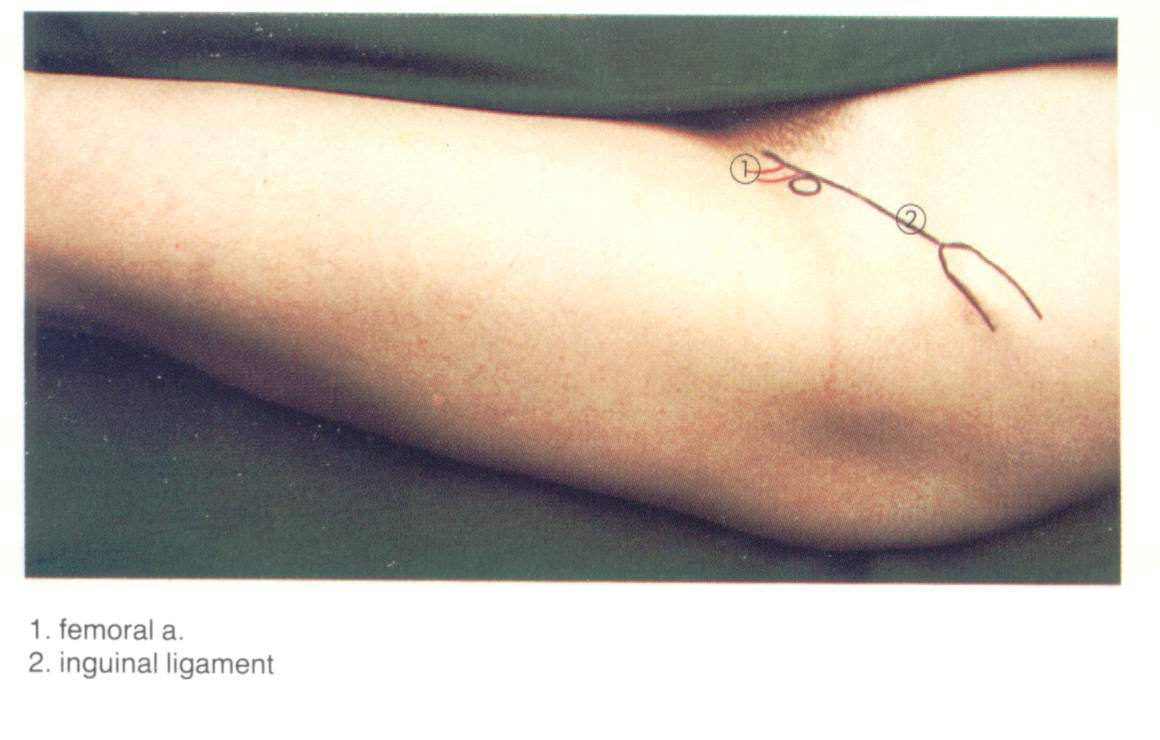 1
2
1. femoral a.
2. inguinal ligament